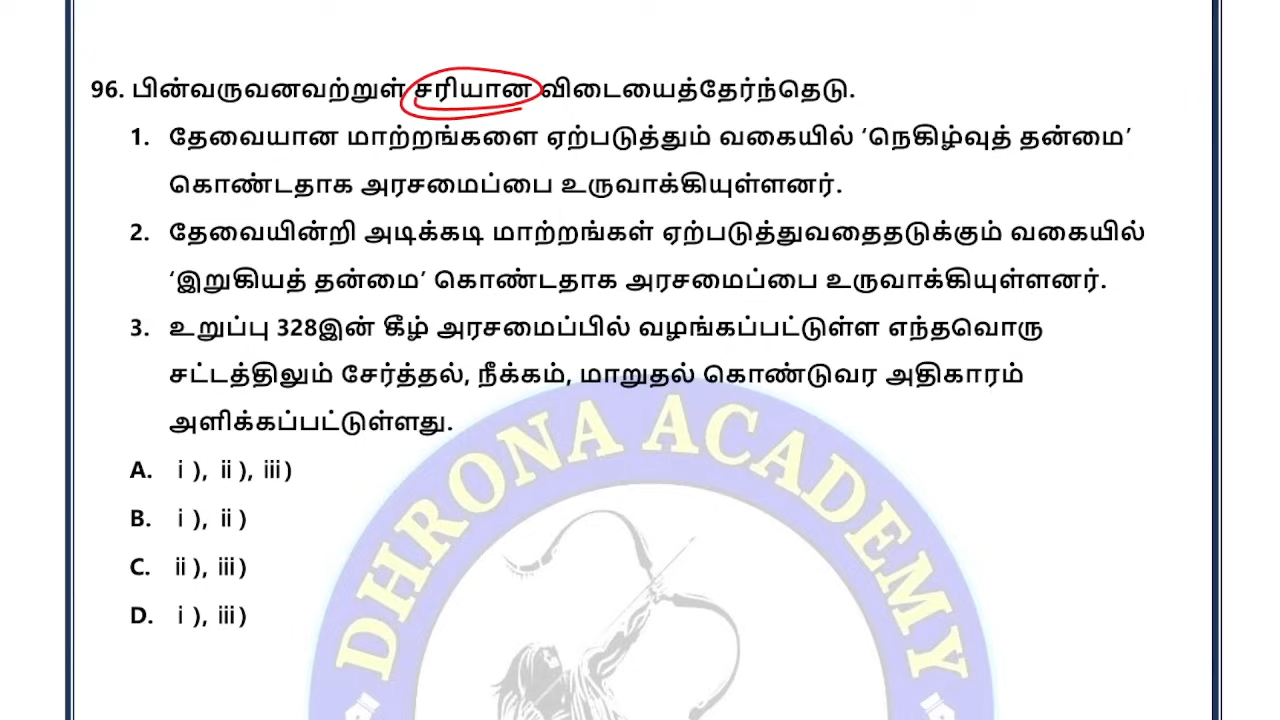 96. பின்வருவனவற்றுள் சரியான விடையைத்தேர்ந்தெடு.
1. தேவையான மாற்றங்களை ஏற்படுத்தும் வகையில் ‘நெகிழ்வுத் தன்மை’
கொண்டதாக அரசமைப்பை உருவாக்கியுள்ளனர்.
2. தேவையின்றி அடிக்கடி மாற்றங்கள் ஏற்படுத்துவதைதடுக்கும் வகையில்
‘இறுகியத் தன்மை’ கொண்டதாக அரசமைப்பை உருவாக்கியுள்ளனர்.
3. உறுப்பு 328இன் கீழ் அரசமைப்பில் வழங்கப்பட்டுள்ள எந்தவொரு
சட்டத்திலும் சேர்த்தல், நீக்கம், மாறுதல் கொண்டுவர அதிகாரம்
அளிக்கப்பட்டுள்ளது.
A. ⅰ), ⅱ), ⅲ)
B. ⅰ), ⅱ)
C. ⅱ), ⅲ)
D. ⅰ), ⅲ)
DHRONA ACADEMY